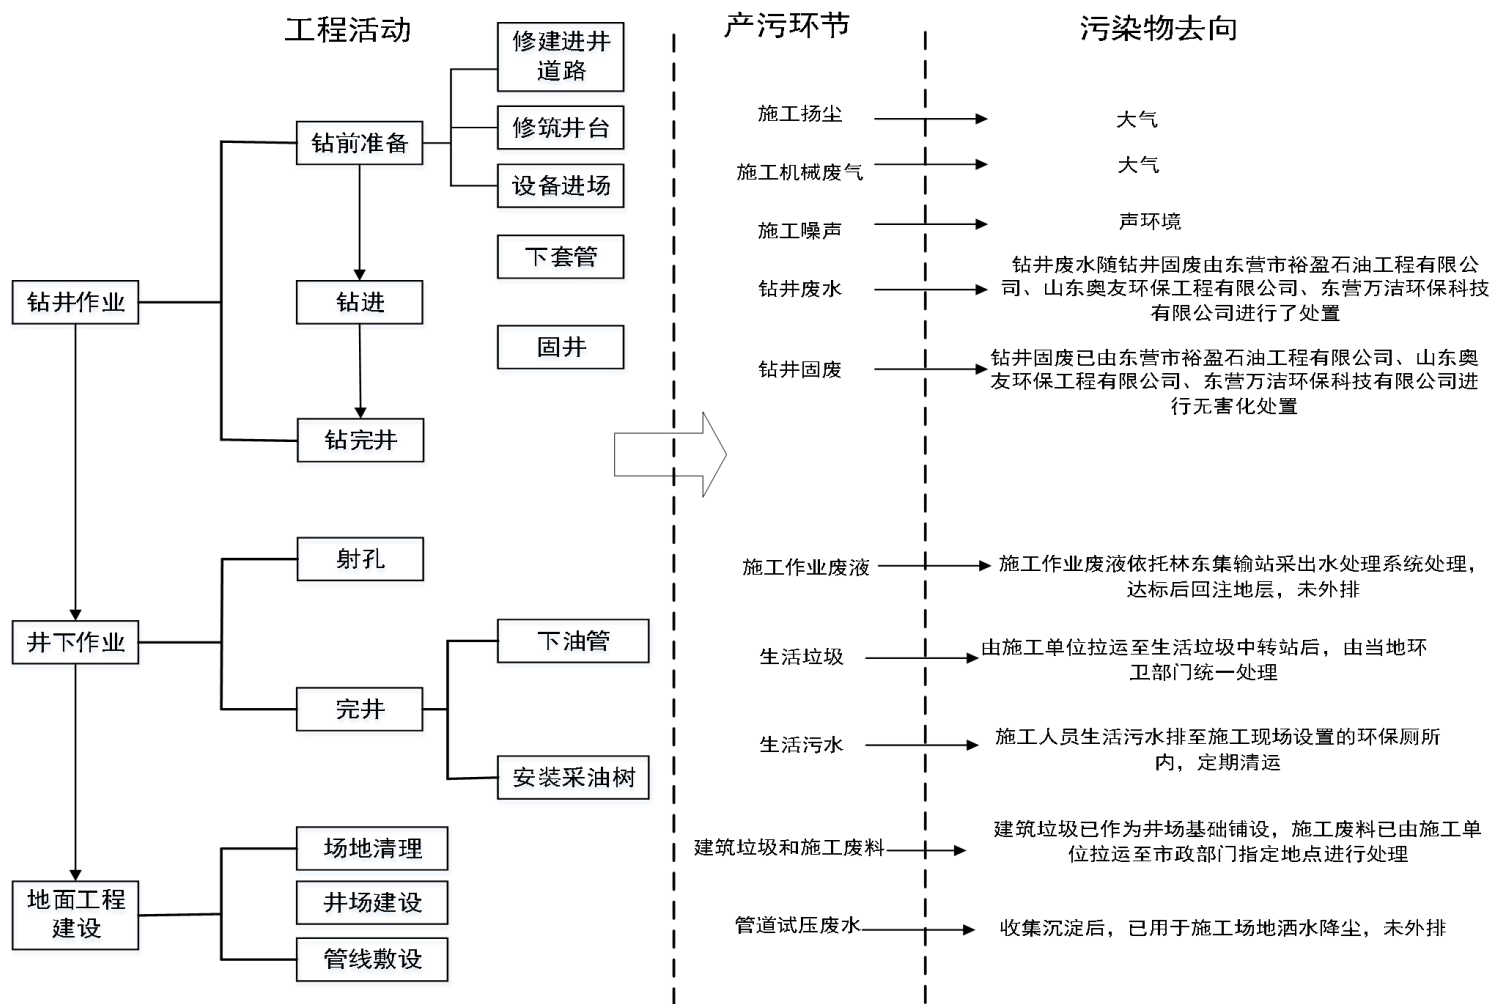 工程活动
产污环节
污染物去向
修建进井
道路
钻前准备
修筑井台
设备进场
下套管
钻井作业
钻进
固井
钻完井
射孔
井下作业
下油管
完井
安装采油树
场地清理
地面工程
建设
井场建设
管线敷设
施工扬尘
大气
施工机械废气
大气
施工噪声
声环境
钻井废水
钻井废水随钻井固废由东营市裕盈石油工程有限公
司、山东奥友环保工程有限公司、东营万洁环保科技
有限公司进行了处置
钻井固废
钻井固废已由东营市裕盈石油工程有限公司、山东奥
友环保工程有限公司、东营万洁环保科技有限公司进
行无害化处置
施工作业废液
施工作业废液依托林东集输站采出水处理系统处理，
达标后回注地层，未外排
生活垃圾
由施工单位拉运至生活垃圾中转站后，由当地环
卫部门统一处理
生活污水
施工人员生活污水排至施工现场设置的环保厕所
内，定期清运
建筑垃圾和施工废料
建筑垃圾已作为井场基础铺设，施工废料已由施工单
位拉运至市政部门指定地点进行处理
管道试压废水
收集沉淀后，已用于施工场地洒水降尘，未外排